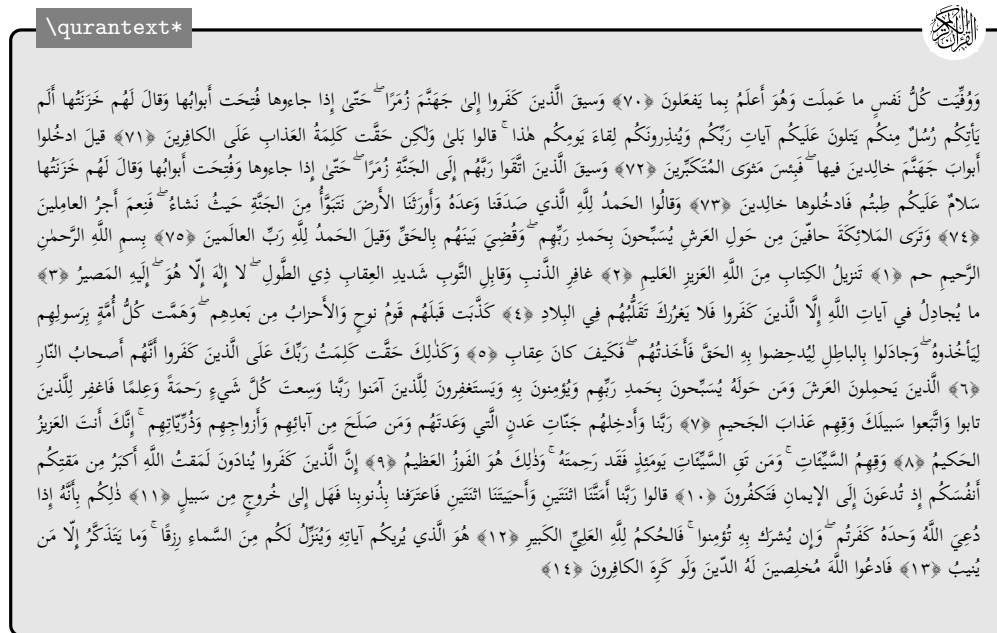 \qurantext*
وَوُفِّيَت كُلُّ نَفسٍ ما عَمِلَت وَهُوَ أَعلَمُ بِما يَفعَلونَ ﴿٧٠﴾ وَسيقَ الَّذينَ كَفَروا إِلىٰ جَهَنَّمَ زُمَرًا ۖ حَتّىٰ إِذا جاءوها فُتِحَت أَبوابُها وَقالَ لَهُم خَزَنَتُها أَلَم
يَأتِكُم رُسُلٌ مِنكُم يَتلونَ عَلَيكُم آياتِ رَبِّكُم وَيُنذِرونَكُم لِقاءَ يَومِكُم هٰذا ۚ قالوا بَلىٰ وَلٰكِن حَقَّت كَلِمَةُ العَذابِ عَلَى الكافِرينَ ﴿٧١﴾ قيلَ ادخُلوا
أَبوابَ جَهَنَّمَ خالِدينَ فيها ۖ فَبِئسَ مَثوَى المُتَكَبِّرينَ ﴿٧٢﴾ وَسيقَ الَّذينَ اتَّقَوا رَبَّهُم إِلَى الجَنَّةِ زُمَرًا ۖ حَتّىٰ إِذا جاءوها وَفُتِحَت أَبوابُها وَقالَ لَهُم خَزَنَتُها
سَلامٌ عَلَيكُم طِبتُم فَادخُلوها خالِدينَ ﴿٧٣﴾ وَقالُوا الحَمدُ لِلَّهِ الَّذي صَدَقَنا وَعدَهُ وَأَورَثَنَا الأَرضَ نَتَبَوَّأُ مِنَ الجَنَّةِ حَيثُ نَشاءُ ۖ فَنِعمَ أَجرُ العامِلينَ
﴿٧٤﴾ وَتَرَى المَلائِكَةَ حافّينَ مِن حَولِ العَرشِ يُسَبِّحونَ بِحَمدِ رَبِّهِم ۖ وَقُضِيَ بَينَهُم بِالحَقِّ وَقيلَ الحَمدُ لِلَّهِ رَبِّ العالَمينَ ﴿٧٥﴾ بِسمِ اللَّهِ الرَّحمٰنِ
الرَّحيمِ حم ﴿١﴾ تَنزيلُ الكِتابِ مِنَ اللَّهِ العَزيزِ العَليمِ ﴿٢﴾ غافِرِ الذَّنبِ وَقابِلِ التَّوبِ شَديدِ العِقابِ ذِي الطَّولِ ۖ لا إِلٰهَ إِلّا هُوَ ۖ إِلَيهِ المَصيرُ ﴿٣﴾
ما يُجادِلُ في آياتِ اللَّهِ إِلَّا الَّذينَ كَفَروا فَلا يَغرُركَ تَقَلُّبُهُم فِي البِلادِ ﴿٤﴾ كَذَّبَت قَبلَهُم قَومُ نوحٍ وَالأَحزابُ مِن بَعدِهِم ۖ وَهَمَّت كُلُّ أُمَّةٍ بِرَسولِهِم
لِيَأخُذوهُ ۖ وَجادَلوا بِالباطِلِ لِيُدحِضوا بِهِ الحَقَّ فَأَخَذتُهُم ۖ فَكَيفَ كانَ عِقابِ ﴿٥﴾ وَكَذٰلِكَ حَقَّت كَلِمَتُ رَبِّكَ عَلَى الَّذينَ كَفَروا أَنَّهُم أَصحابُ النّارِ
﴿٦﴾ الَّذينَ يَحمِلونَ العَرشَ وَمَن حَولَهُ يُسَبِّحونَ بِحَمدِ رَبِّهِم وَيُؤمِنونَ بِهِ وَيَستَغفِرونَ لِلَّذينَ آمَنوا رَبَّنا وَسِعتَ كُلَّ شَيءٍ رَحمَةً وَعِلمًا فَاغفِر لِلَّذينَ
تابوا وَاتَّبَعوا سَبيلَكَ وَقِهِم عَذابَ الجَحيمِ ﴿٧﴾ رَبَّنا وَأَدخِلهُم جَنّاتِ عَدنٍ الَّتي وَعَدتَهُم وَمَن صَلَحَ مِن آبائِهِم وَأَزواجِهِم وَذُرِّيّاتِهِم ۚ إِنَّكَ أَنتَ العَزيزُ
الحَكيمُ ﴿٨﴾ وَقِهِمُ السَّيِّئَاتِ ۚ وَمَن تَقِ السَّيِّئَاتِ يَومَئِذٍ فَقَد رَحِمتَهُ ۚ وَذٰلِكَ هُوَ الفَوزُ العَظيمُ ﴿٩﴾ إِنَّ الَّذينَ كَفَروا يُنادَونَ لَمَقتُ اللَّهِ أَكبَرُ مِن مَقتِكُم
أَنفُسَكُم إِذ تُدعَونَ إِلَى الإيمانِ فَتَكفُرونَ ﴿١٠﴾ قالوا رَبَّنا أَمَتَّنَا اثنَتَينِ وَأَحيَيتَنَا اثنَتَينِ فَاعتَرَفنا بِذُنوبِنا فَهَل إِلىٰ خُروجٍ مِن سَبيلٍ ﴿١١﴾ ذٰلِكُم بِأَنَّهُ إِذا
دُعِيَ اللَّهُ وَحدَهُ كَفَرتُم ۖ وَإِن يُشرَك بِهِ تُؤمِنوا ۚ فَالحُكمُ لِلَّهِ العَلِيِّ الكَبيرِ ﴿١٢﴾ هُوَ الَّذي يُريكُم آياتِهِ وَيُنَزِّلُ لَكُم مِنَ السَّماءِ رِزقًا ۚ وَما يَتَذَكَّرُ إِلّا مَن
يُنيبُ ﴿١٣﴾ فَادعُوا اللَّهَ مُخلِصينَ لَهُ الدّينَ وَلَو كَرِهَ الكافِرونَ ﴿١٤﴾